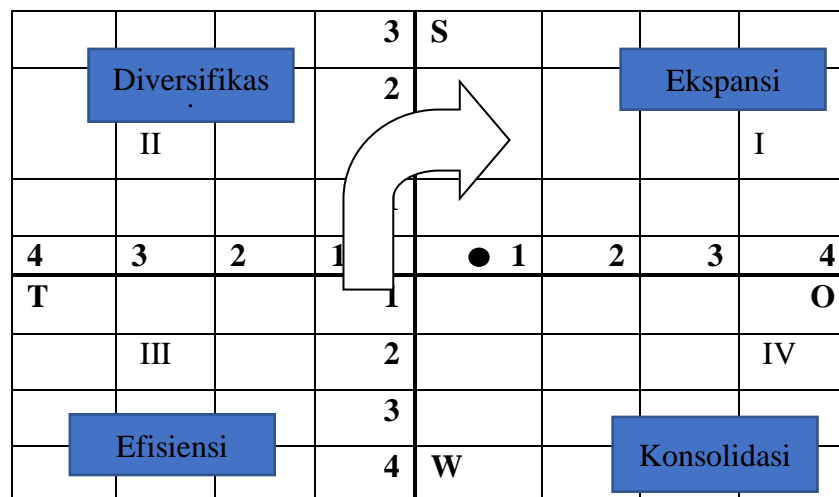 3 S
Diversifikas
2
Ekspansi
II
I
4 3 2 1 1 2 3 4
T 1 O
III 2 IV
3
Efisiensi
Konsolidasi
4 W